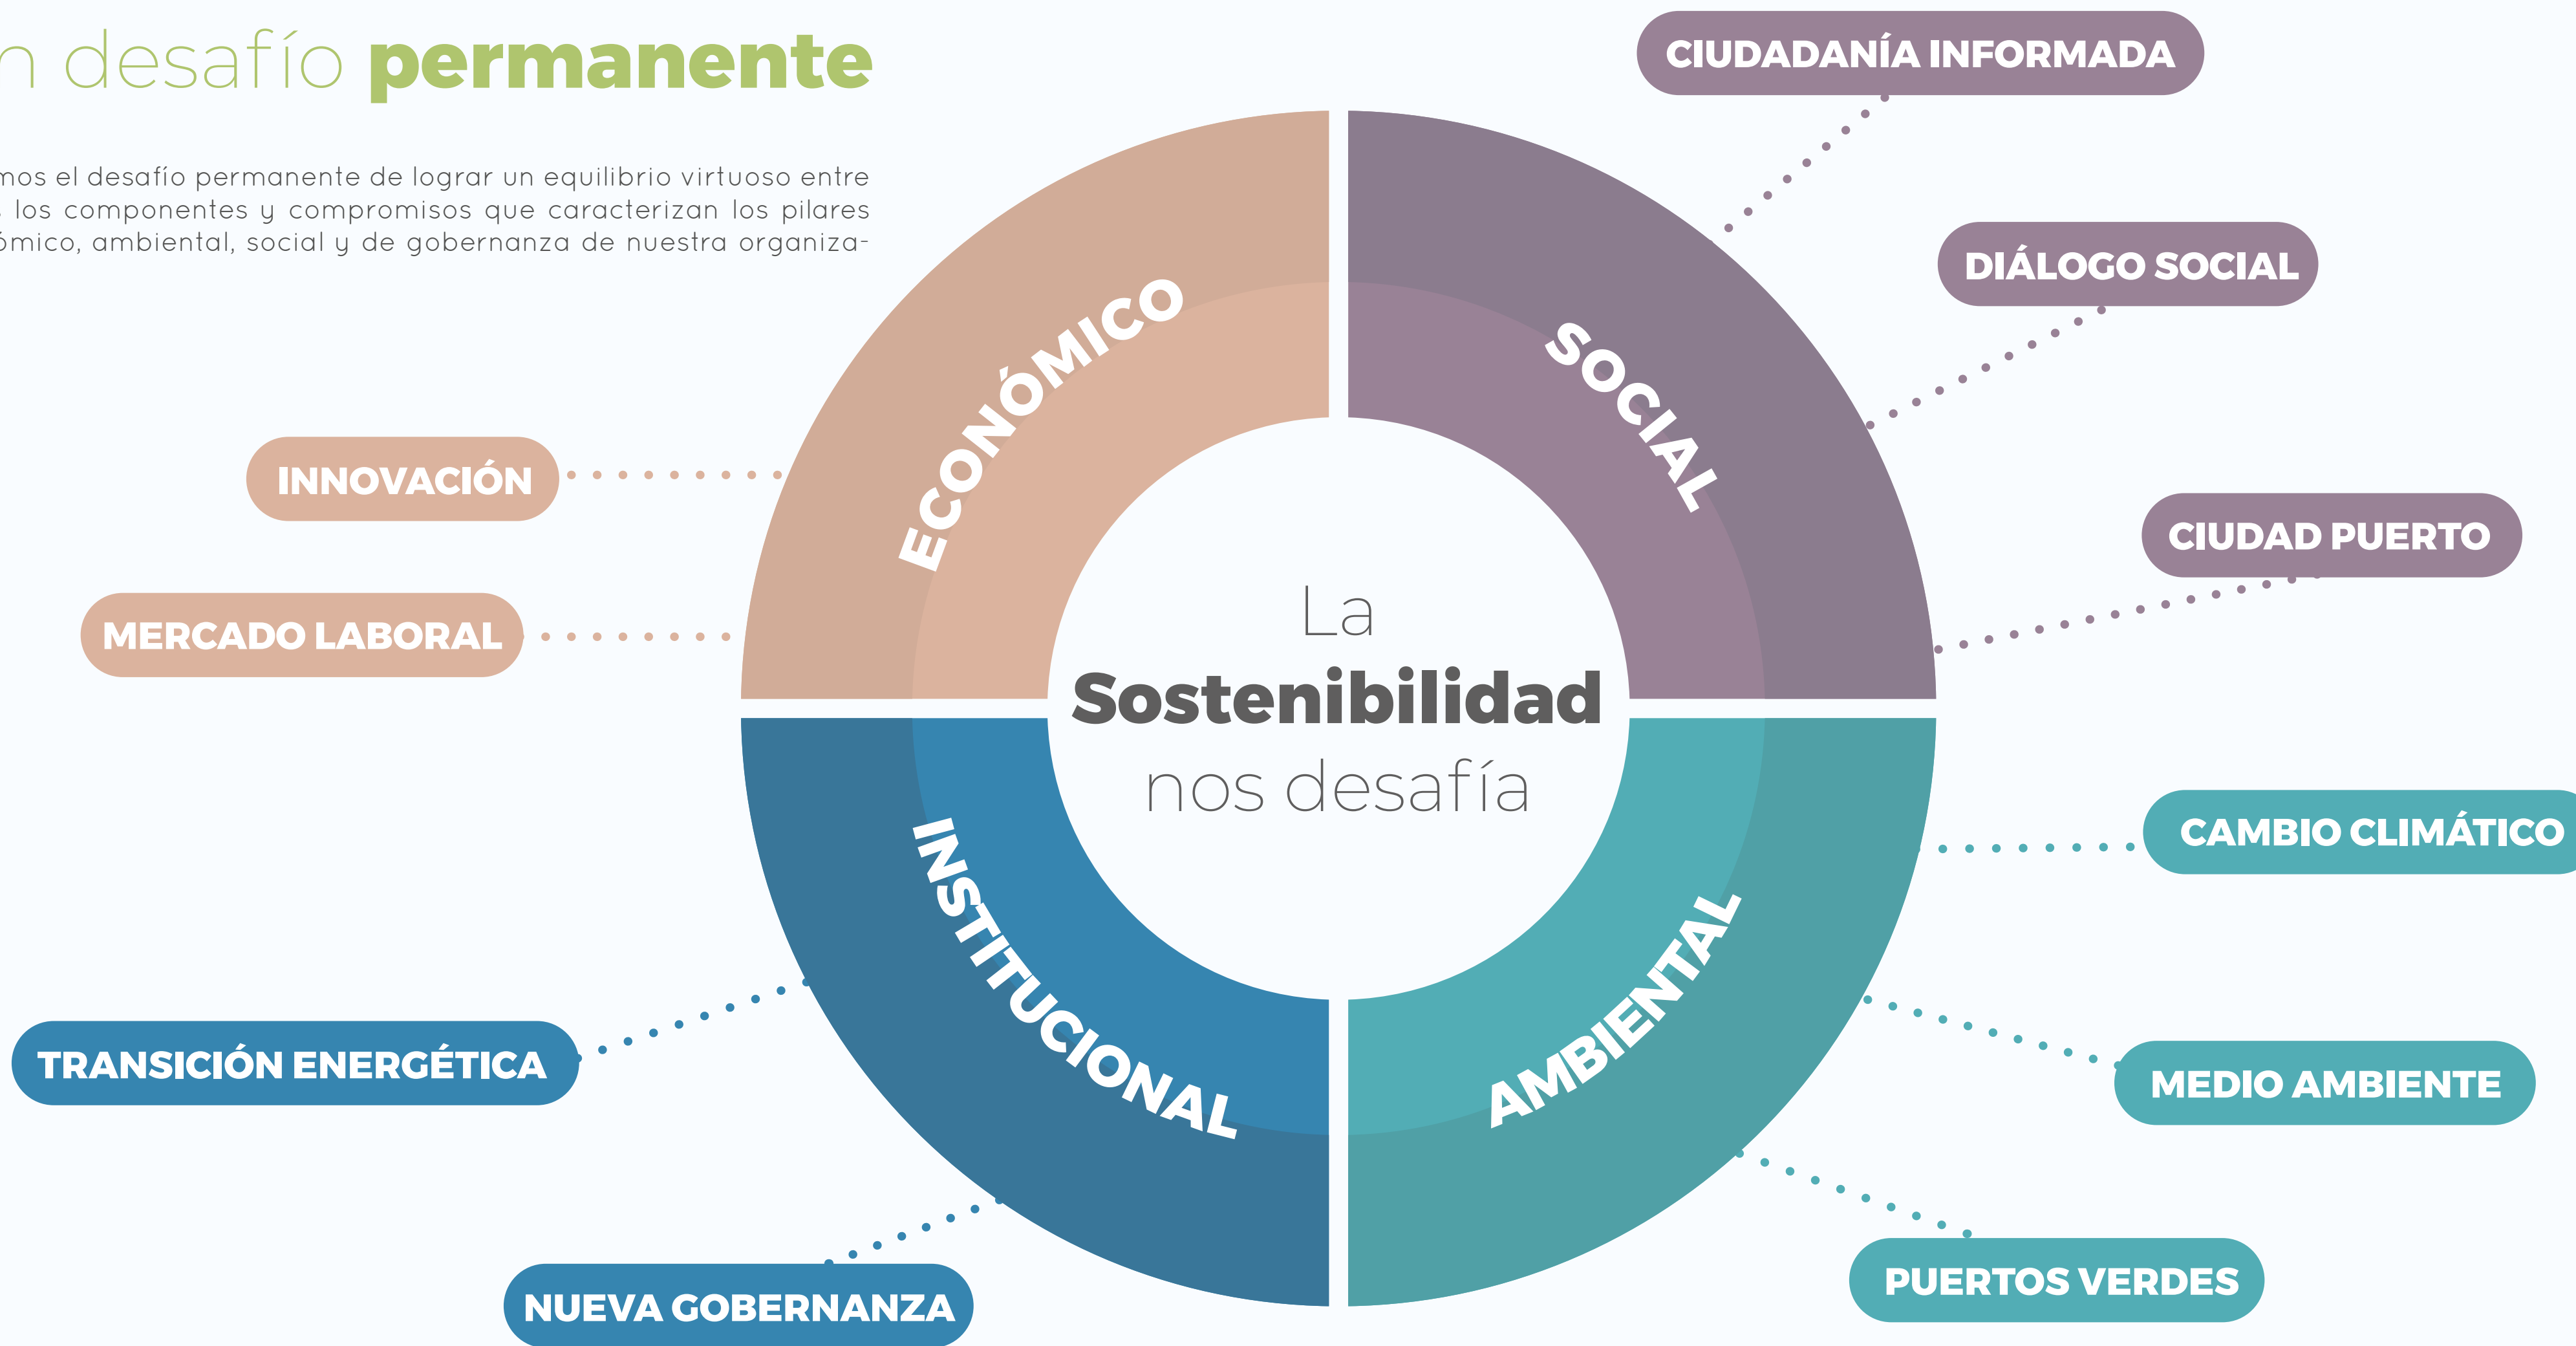 desafío permanente
el desafío permanente de lograr un equilibrio virtuoso entre
los componentes y compromisos que caracterizan los pilares
ambiental, social y de gobernanza de nuestra organiza-
CIUDADANÍA INFORMADA
DIÁLOGO SOCIAL
CIUDAD PUERTO
ECONÓMICO
SOCIAL
INNOVACIÓN
MERCADO LABORAL
La
Sostenibilidad
nos desafía
INSTITUCIONAL
AMBIENTAL
CAMBIO CLIMÁTICO
MEDIO AMBIENTE
PUERTOS VERDES
TRANSICIÓN ENERGÉTICA
NUEVA GOBERNANZA